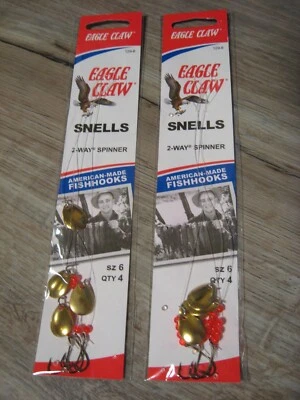 EAGLE CLAW
EAGLE
CLAW
SNELLS
2-WAY® SPINNER
AMERICAN-MADE
FISHHOOKS
SZ 6
QTY 4
EAGLE CLAW
EAGLE
CLAW
SNELLS
2-WAY® SPINNER
AMERICAN-MADE
FISHHOOKS
SZ 6
QTY 4